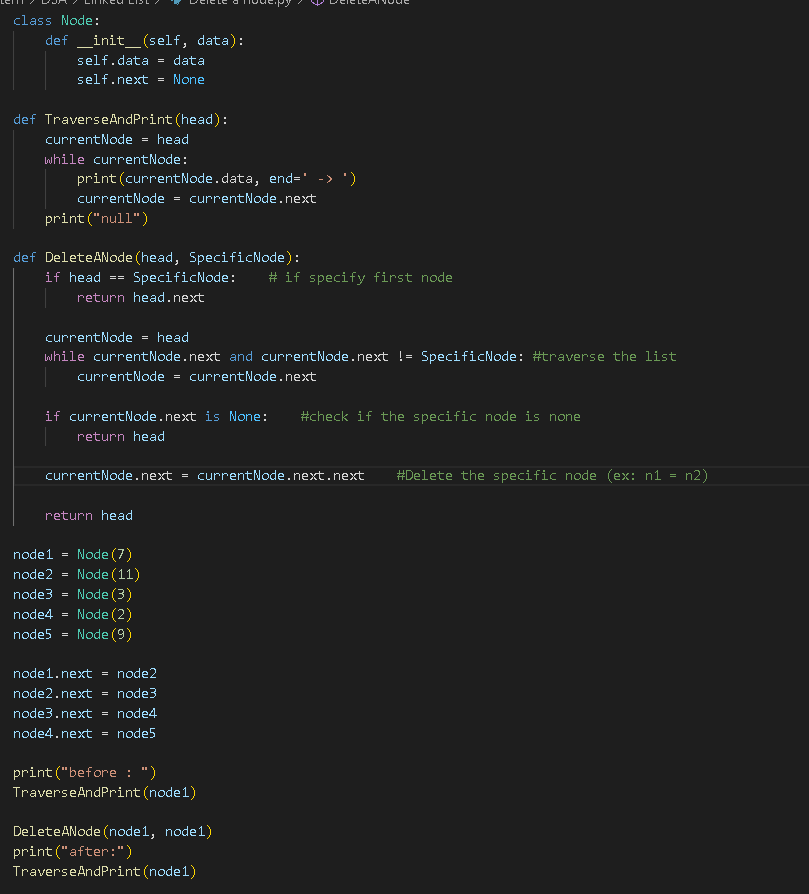 DSA > Linked List > Delete a node.py > DeleteANode
class Node:
    def __init__(self, data):
        self.data = data
        self.next = None

def TraverseAndPrint(head):
    currentNode = head
    while currentNode:
        print(currentNode.data, end=' -> ')
        currentNode = currentNode.next
    print("null")

def DeleteANode(head, SpecificNode):
    if head == SpecificNode:    # if specify first node
        return head.next

    currentNode = head
    while currentNode.next and currentNode.next != SpecificNode: #traverse the list
        currentNode = currentNode.next

    if currentNode.next is None:    #check if the specific node is none
        return head

    currentNode.next = currentNode.next.next    #Delete the specific node (ex: n1 = n2)

    return head

node1 = Node(7)
node2 = Node(11)
node3 = Node(3)
node4 = Node(2)
node5 = Node(9)

node1.next = node2
node2.next = node3
node3.next = node4
node4.next = node5

print("before : ")
TraverseAndPrint(node1)

DeleteANode(node1, node1)
print("after:")
TraverseAndPrint(node1)